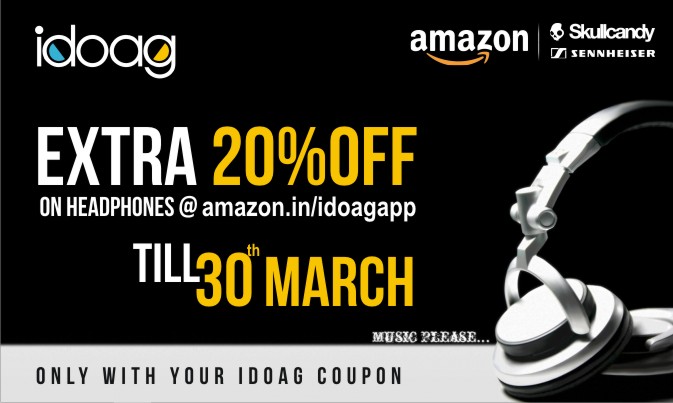 idoag
amazon
Skullcandy
SENNHEISER
EXTRA 20%OFF
ON HEADPHONES @ amazon.in/idoagapp
TILL 30th MARCH
MUSIC PLEASE...
ONLY WITH YOUR IDOAG COUPON